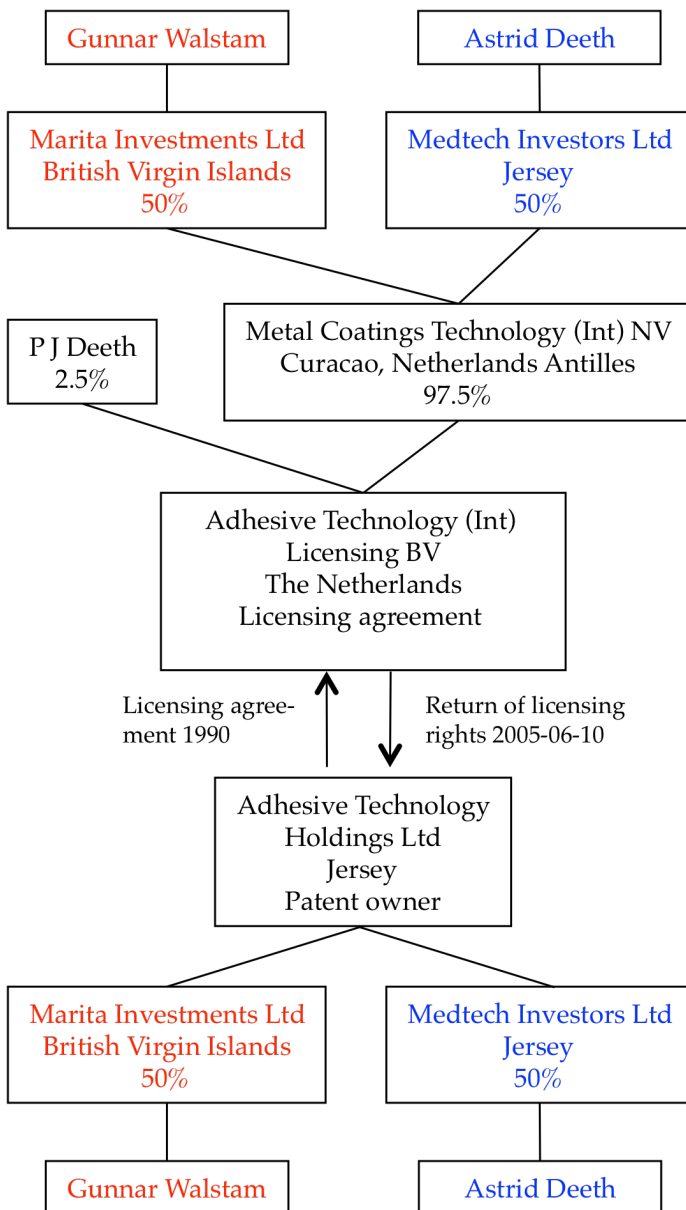 Gunnar Walstam
Astrid Deeth
Marita Investments Ltd
British Virgin Islands
50%
Medtech Investors Ltd
Jersey
50%
P J Deeth
2.5%
Metal Coatings Technology (Int) NV
Curacao, Netherlands Antilles
97.5%
Adhesive Technology (Int)
Licensing BV
The Netherlands
Licensing agreement
Licensing agree-
ment 1990
Return of licensing
rights 2005-06-10
Adhesive Technology
Holdings Ltd
Jersey
Patent owner
Marita Investments Ltd
British Virgin Islands
50%
Medtech Investors Ltd
Jersey
50%
Gunnar Walstam
Astrid Deeth